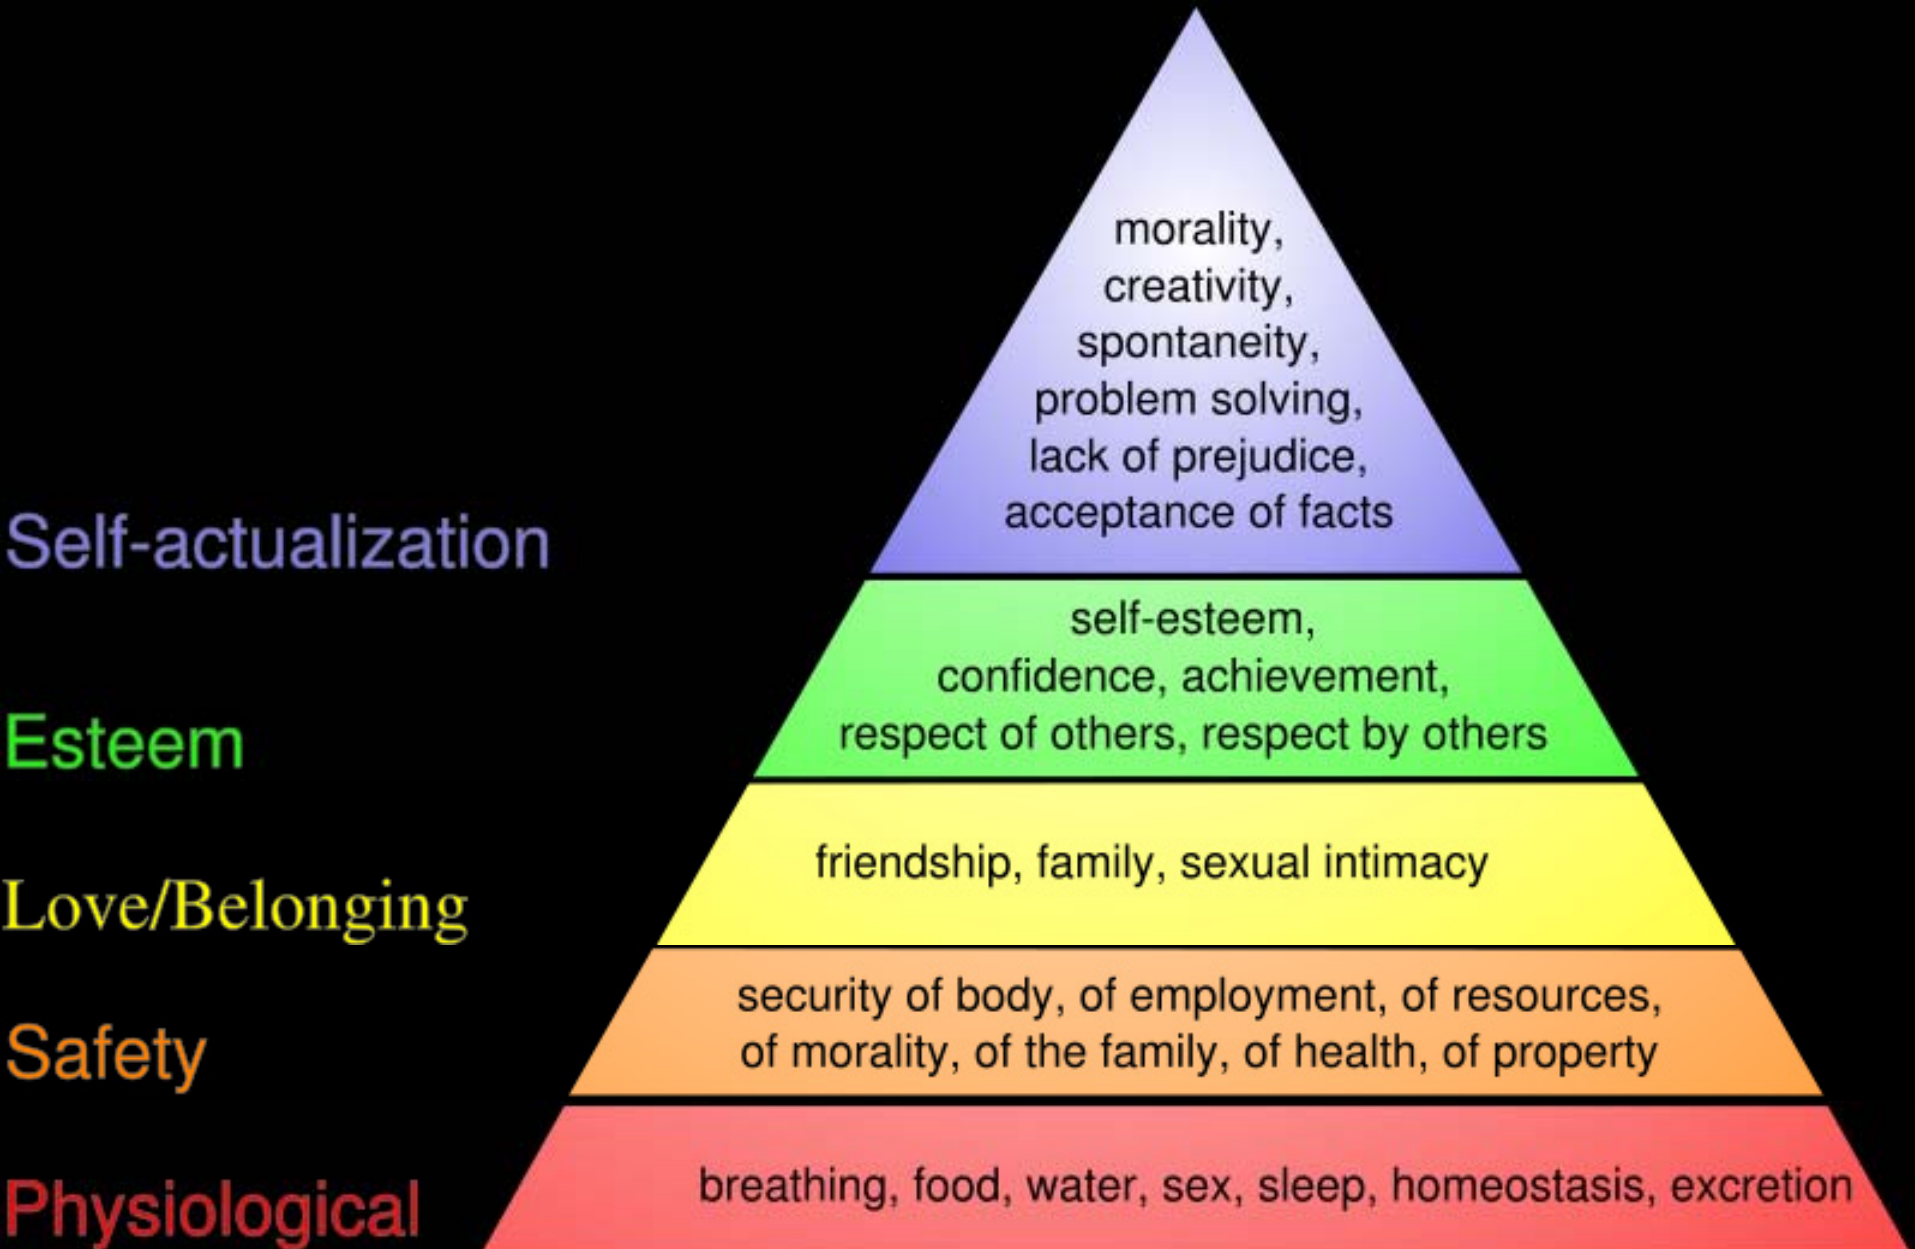 morality,
creativity,
spontaneity,
problem solving,
lack of prejudice,
acceptance of facts
Self-actualization
self-esteem,
confidence, achievement,
respect of others, respect by others
Esteem
friendship, family, sexual intimacy
Love/Belonging
security of body, of employment, of resources,
of morality, of the family, of health, of property
Safety
breathing, food, water, sex, sleep, homeostasis, excretion
Physiological